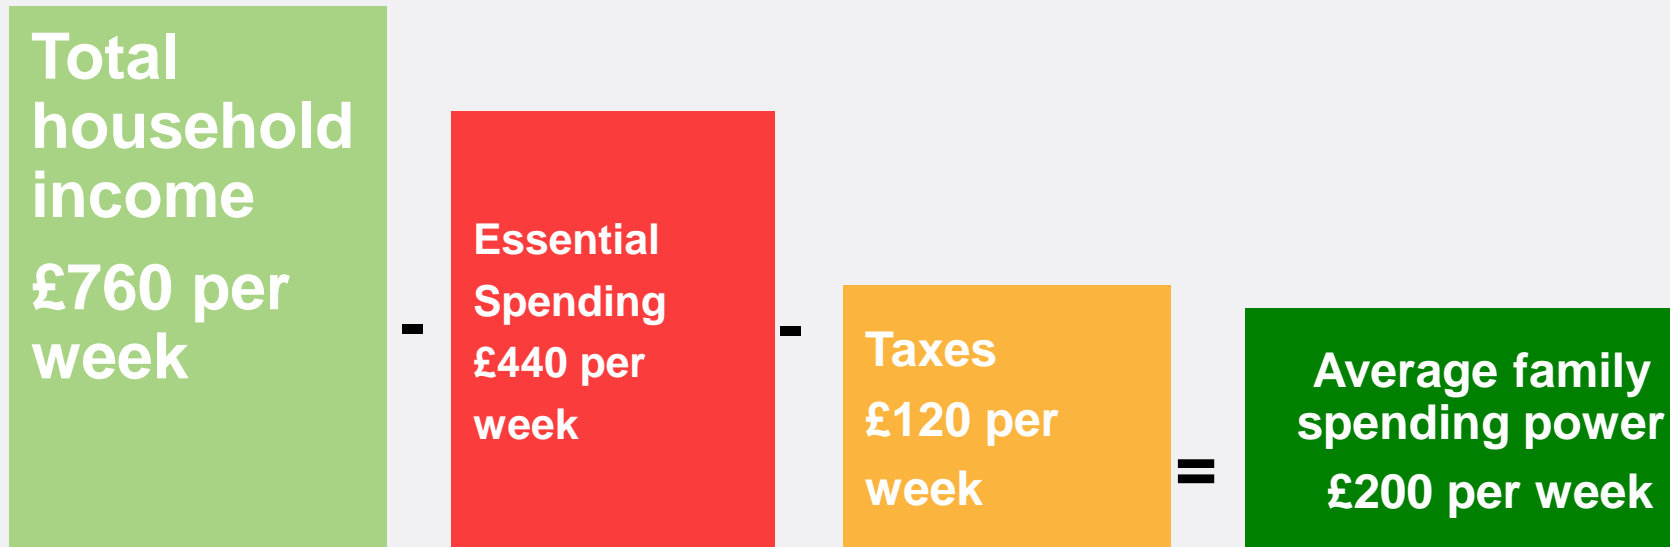 Total
household
income
£760 per
week
-
Essential
Spending
£440 per
week
-
Taxes
£120 per
week
=
Average family
spending power
£200 per week